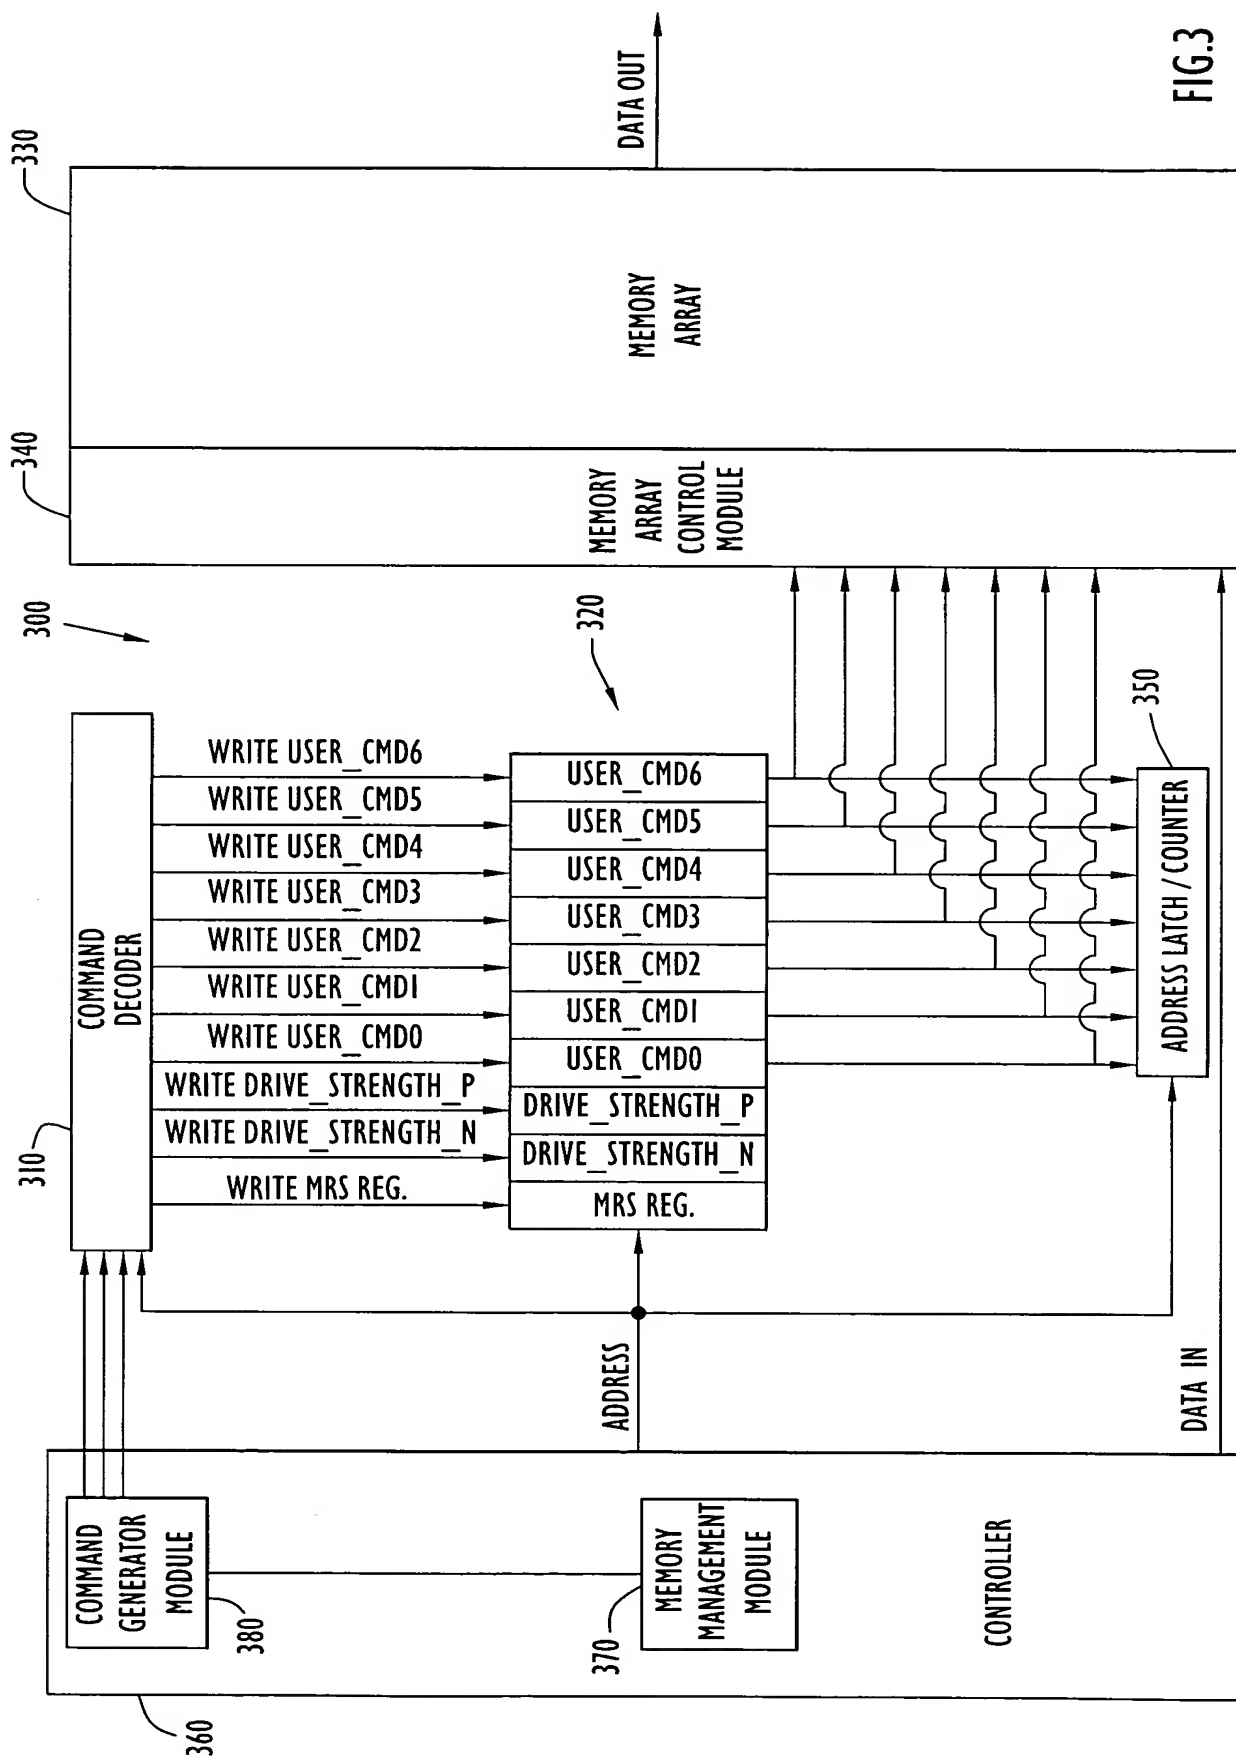 300
360
COMMAND
GENERATOR
MODULE
380
MEMORY
MANAGEMENT
MODULE
370
CONTROLLER
ADDRESS
DATA IN
310
COMMAND
DECODER
WRITE MRS REG.
WRITE DRIVE_STRENGTH_N
WRITE DRIVE_STRENGTH_P
WRITE USER_CMD0
WRITE USER_CMD1
WRITE USER_CMD2
WRITE USER_CMD3
WRITE USER_CMD4
WRITE USER_CMD5
WRITE USER_CMD6
320
MRS REG.
DRIVE_STRENGTH_N
DRIVE_STRENGTH_P
USER_CMD0
USER_CMD1
USER_CMD2
USER_CMD3
USER_CMD4
USER_CMD5
USER_CMD6
ADDRESS LATCH / COUNTER
350
340
MEMORY
ARRAY
CONTROL
MODULE
330
MEMORY
ARRAY
DATA OUT
FIG.3